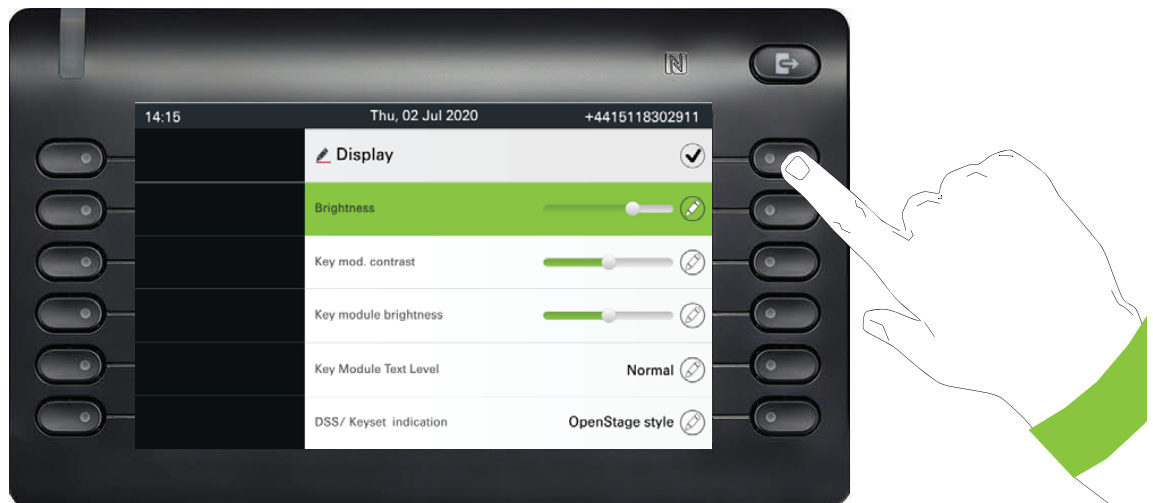 14:15 Thu, 02 Jul 2020 +4415118302911
Display
Brightness
Key mod. contrast
Key module brightness
Key Module Text Level Normal
DSS/ Keyset indication OpenStage style